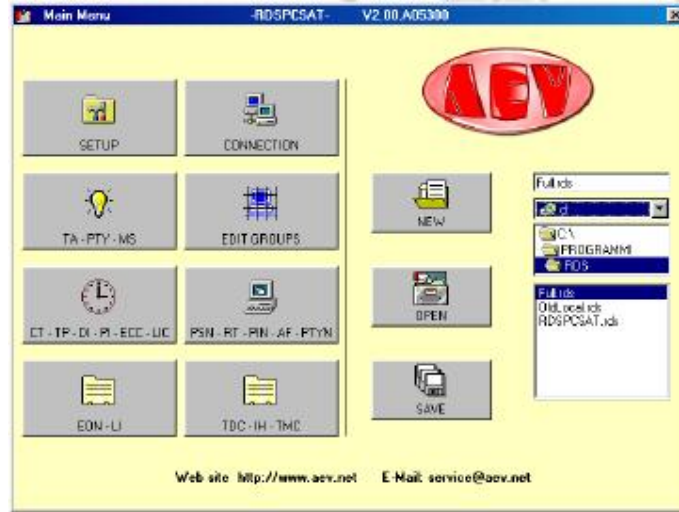 Main Menu -RDSPCSAT- V2.00.A05300
AEV
SETUP
CONNECTION
TA - PTY - MS
EDIT GROUPS
CT - TP - DI - PI - ECC - LIC
PSN - RT - PIN - AF - PTYN
EON - LI
TDC - IH - TMC
NEW
OPEN
SAVE
Full.rds
C:\
PROGRAMMI
RDS
Full.rds
OldLocal.rds
RDSPCSAT.rds
Web site http://www.aev.net E-Mail: service@aev.net